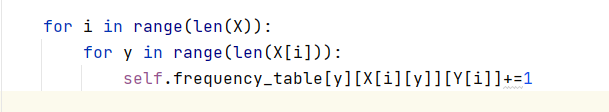 for i in range(len(X)):
    for y in range(len(X[i])):
        self.frequency_table[y][X[i][y]][Y[i]]+=1